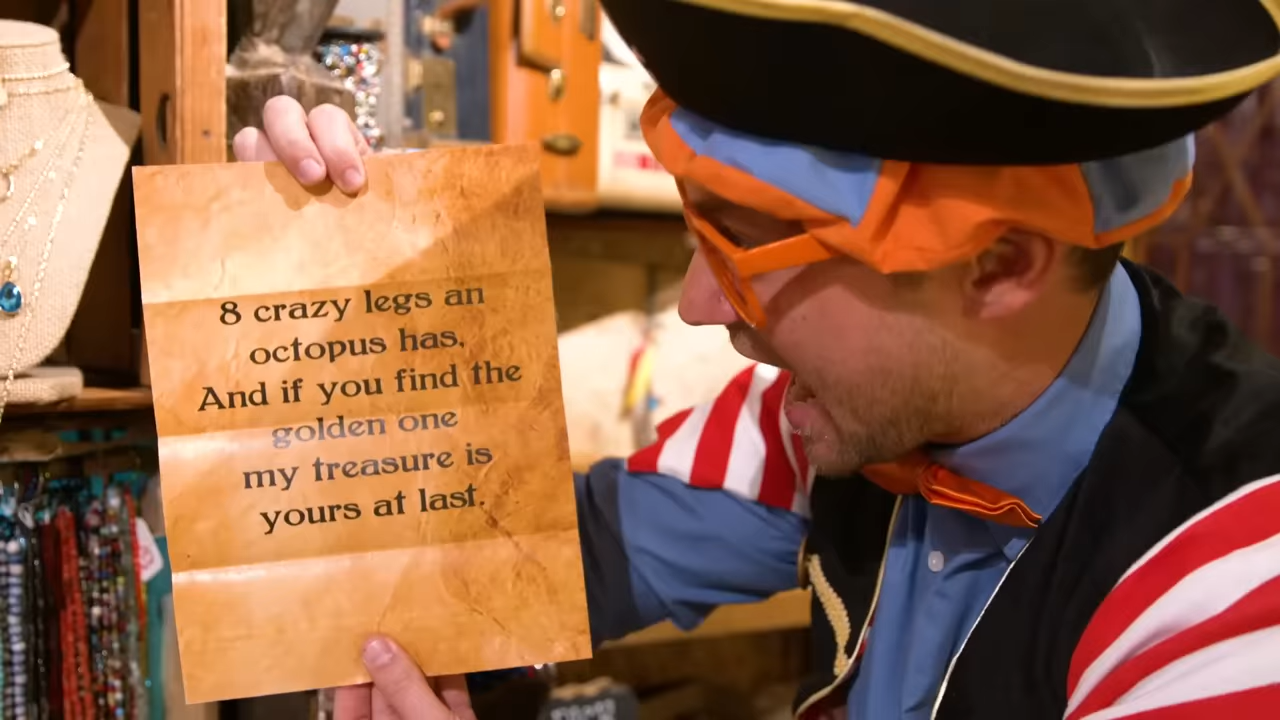 8 crazy legs an
octopus has,
And if you find the
golden one
my treasure is
yours at last.